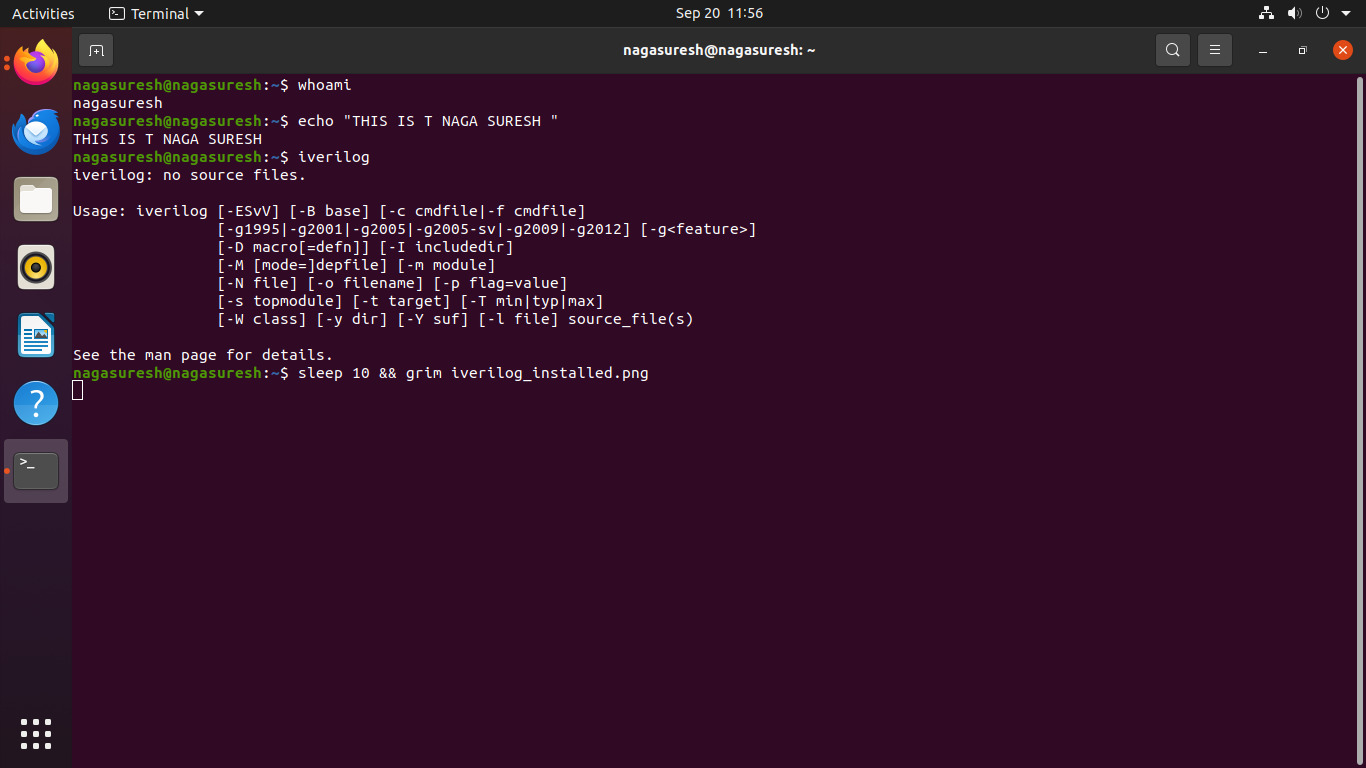 Activities Terminal Sep 20 11:56
nagasuresh@nagasuresh: ~
nagasuresh@nagasuresh:~$ whoami
nagasuresh
nagasuresh@nagasuresh:~$ echo "THIS IS T NAGA SURESH "
THIS IS T NAGA SURESH
nagasuresh@nagasuresh:~$ iverilog
iverilog: no source files.
Usage: iverilog [-ESvV] [-B base] [-c cmdfile|-f cmdfile]
[-g1995|-g2001|-g2005|-g2005-sv|-g2009|-g2012] [-g<feature>]
[-D macro[=defn]] [-I includedir]
[-M [mode=]depfile] [-m module]
[-N file] [-o filename] [-p flag=value]
[-s topmodule] [-t target] [-T min|typ|max]
[-W class] [-y dir] [-Y suf] [-l file] source_file(s)
See the man page for details.
nagasuresh@nagasuresh:~$ sleep 10 && grim iverilog_installed.png